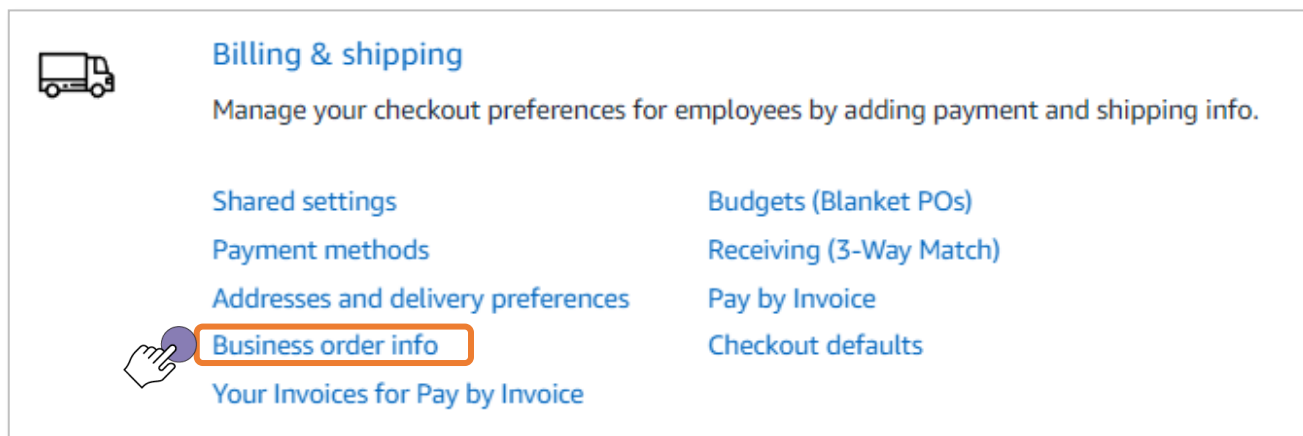 Billing & shipping
Manage your checkout preferences for employees by adding payment and shipping info.
Shared settings
Payment methods
Addresses and delivery preferences
Business order info
Your Invoices for Pay by Invoice
Budgets (Blanket POs)
Receiving (3-Way Match)
Pay by Invoice
Checkout defaults